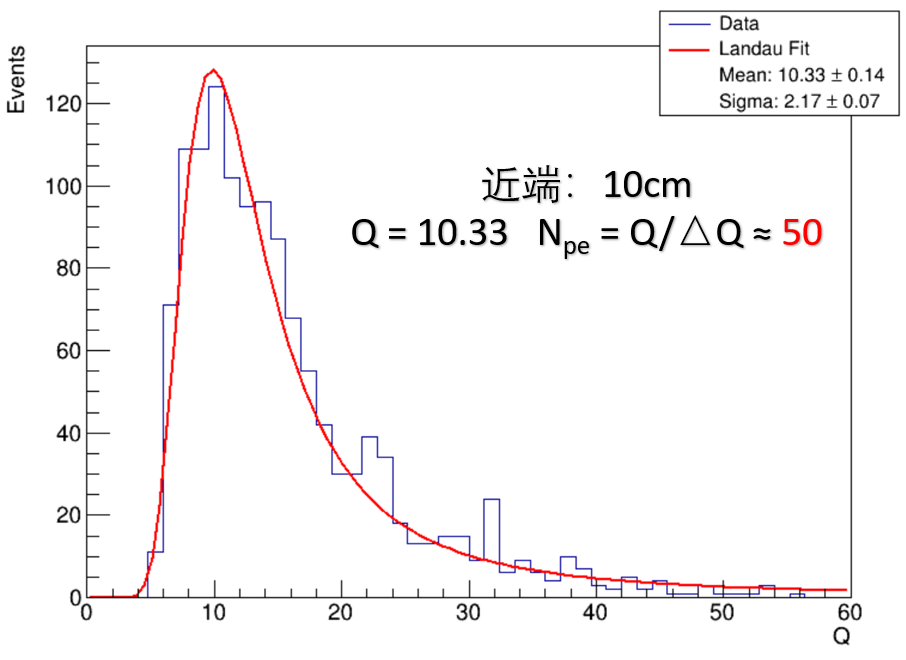 Data
Landau Fit
Mean: 10.33 ± 0.14
Sigma: 2.17 ± 0.07
Events
120
100
80
60
40
20
0
近端：10cm
Q = 10.33 Npe = Q/△Q ≈ 50
0 10 20 30 40 50 60
Q